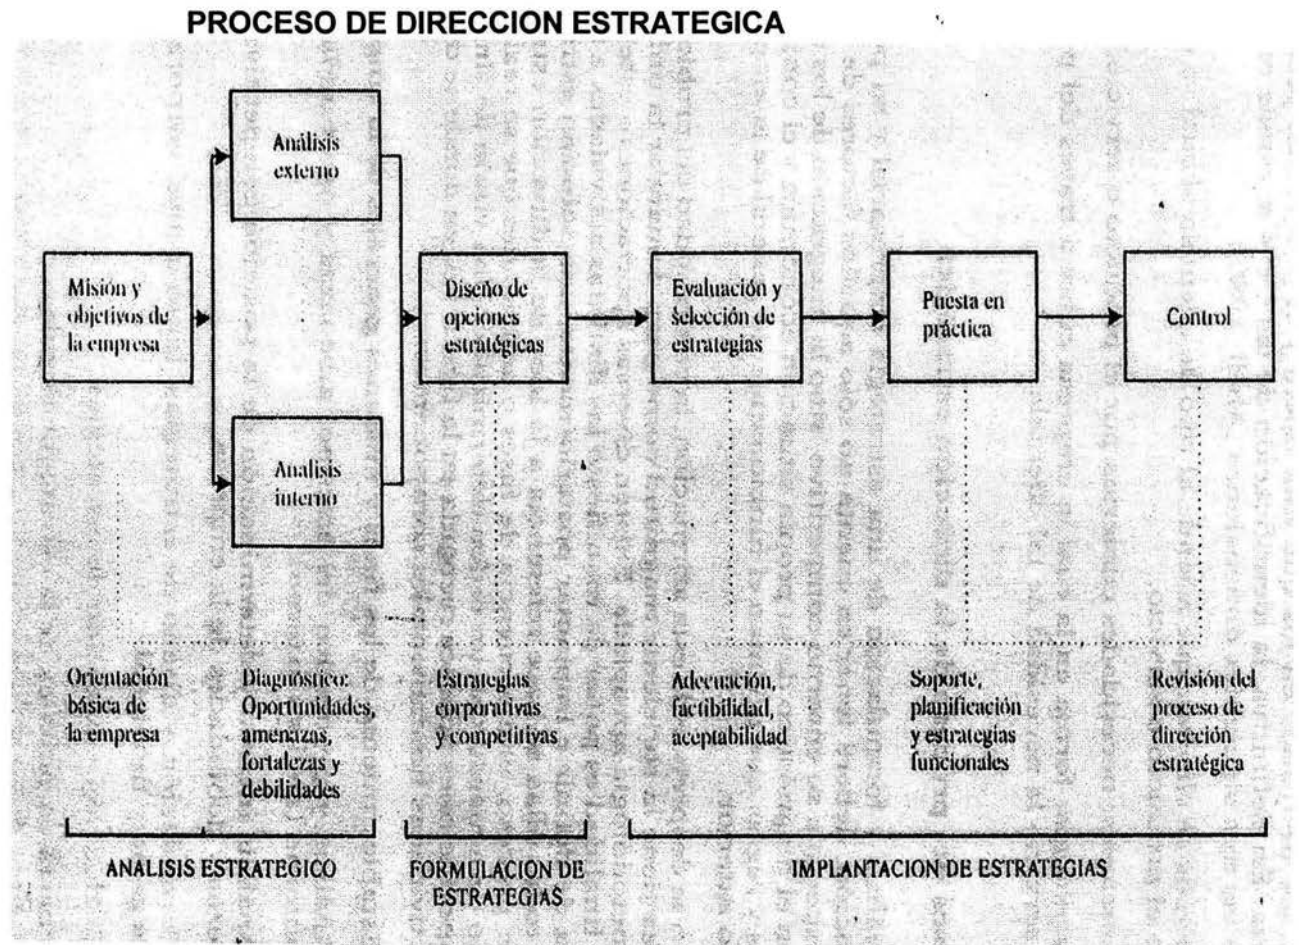 PROCESO DE DIRECCION ESTRATEGICA
Análisis
externo
Misión y
objetivos de
la empresa
Diseño de
opciones
estratégicas
Evaluación y
selección de
estrategias
Puesta en
práctica
Control
Analisis
interno
Orientación
básica de
la empresa
Diagnóstico:
Oportunidades,
amenazas,
fortalezas y
debilidades
Estrategias
corporativas
y competitivas
Adecuación,
factibilidad,
aceptabilidad
Soporte,
planificación
y estrategias
funcionales
Revisión del
proceso de
dirección
estratégica
ANALISIS ESTRATEGICO
FORMULACION DE
ESTRATEGIAS
IMPLANTACION DE ESTRATEGIAS